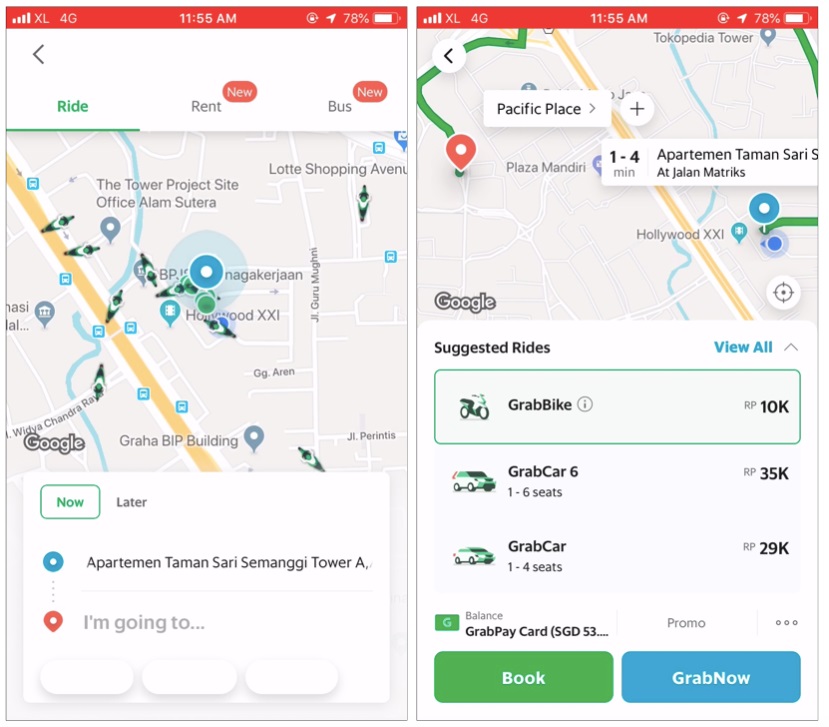 XL 4G 11:55 AM 78%
Ride
Rent
New
Bus
New
Lotte Shopping Avenu
The Tower Project Site
Office Alam Sutera
nagakerjaan
Jl. Guru Mughni
Hollywood XXI
nasi
lal...
Gg. Aren
l. Widya Chandra Raya
Google
Graha BIP Building
Jl. Perintis
Now
Later
Apartemen Taman Sari Semanggi Tower A,
I'm going to...
XL 4G 11:55 AM 78%
Tokopedia Tower
Pacific Place
Plaza Mandiri
1 - 4
min
Apartemen Taman Sari S
At Jalan Matriks
Hollywood XXI
Google
Suggested Rides
View All
GrabBike
RP 10K
GrabCar 6
1 - 6 seats
RP 35K
GrabCar
1 - 4 seats
RP 29K
G
Balance
GrabPay Card (SGD 53....
Promo
Book
GrabNow